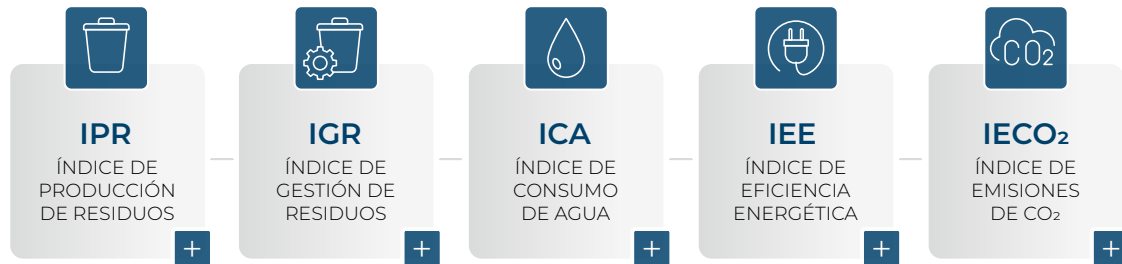 IPR
ÍNDICE DE
PRODUCCIÓN
DE RESIDUOS
IGR
ÍNDICE DE
GESTIÓN DE
RESIDUOS
ICA
ÍNDICE DE
CONSUMO
DE AGUA
IEE
ÍNDICE DE
EFICIENCIA
ENERGÉTICA
CO2
IECO₂
ÍNDICE DE
EMISIONES
DE CO₂